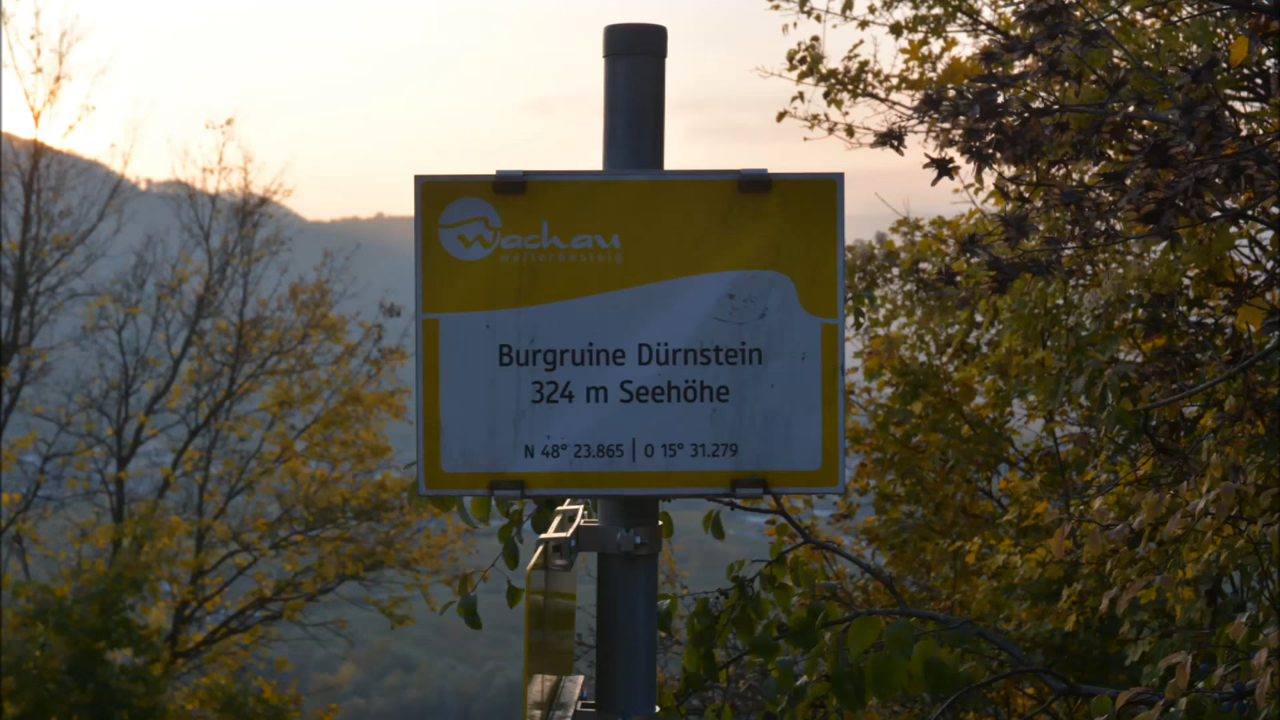 Wachau
welterbesteig
Burgruine Dürnstein
324 m Seehöhe
N 48° 23.865 | O 15° 31.279